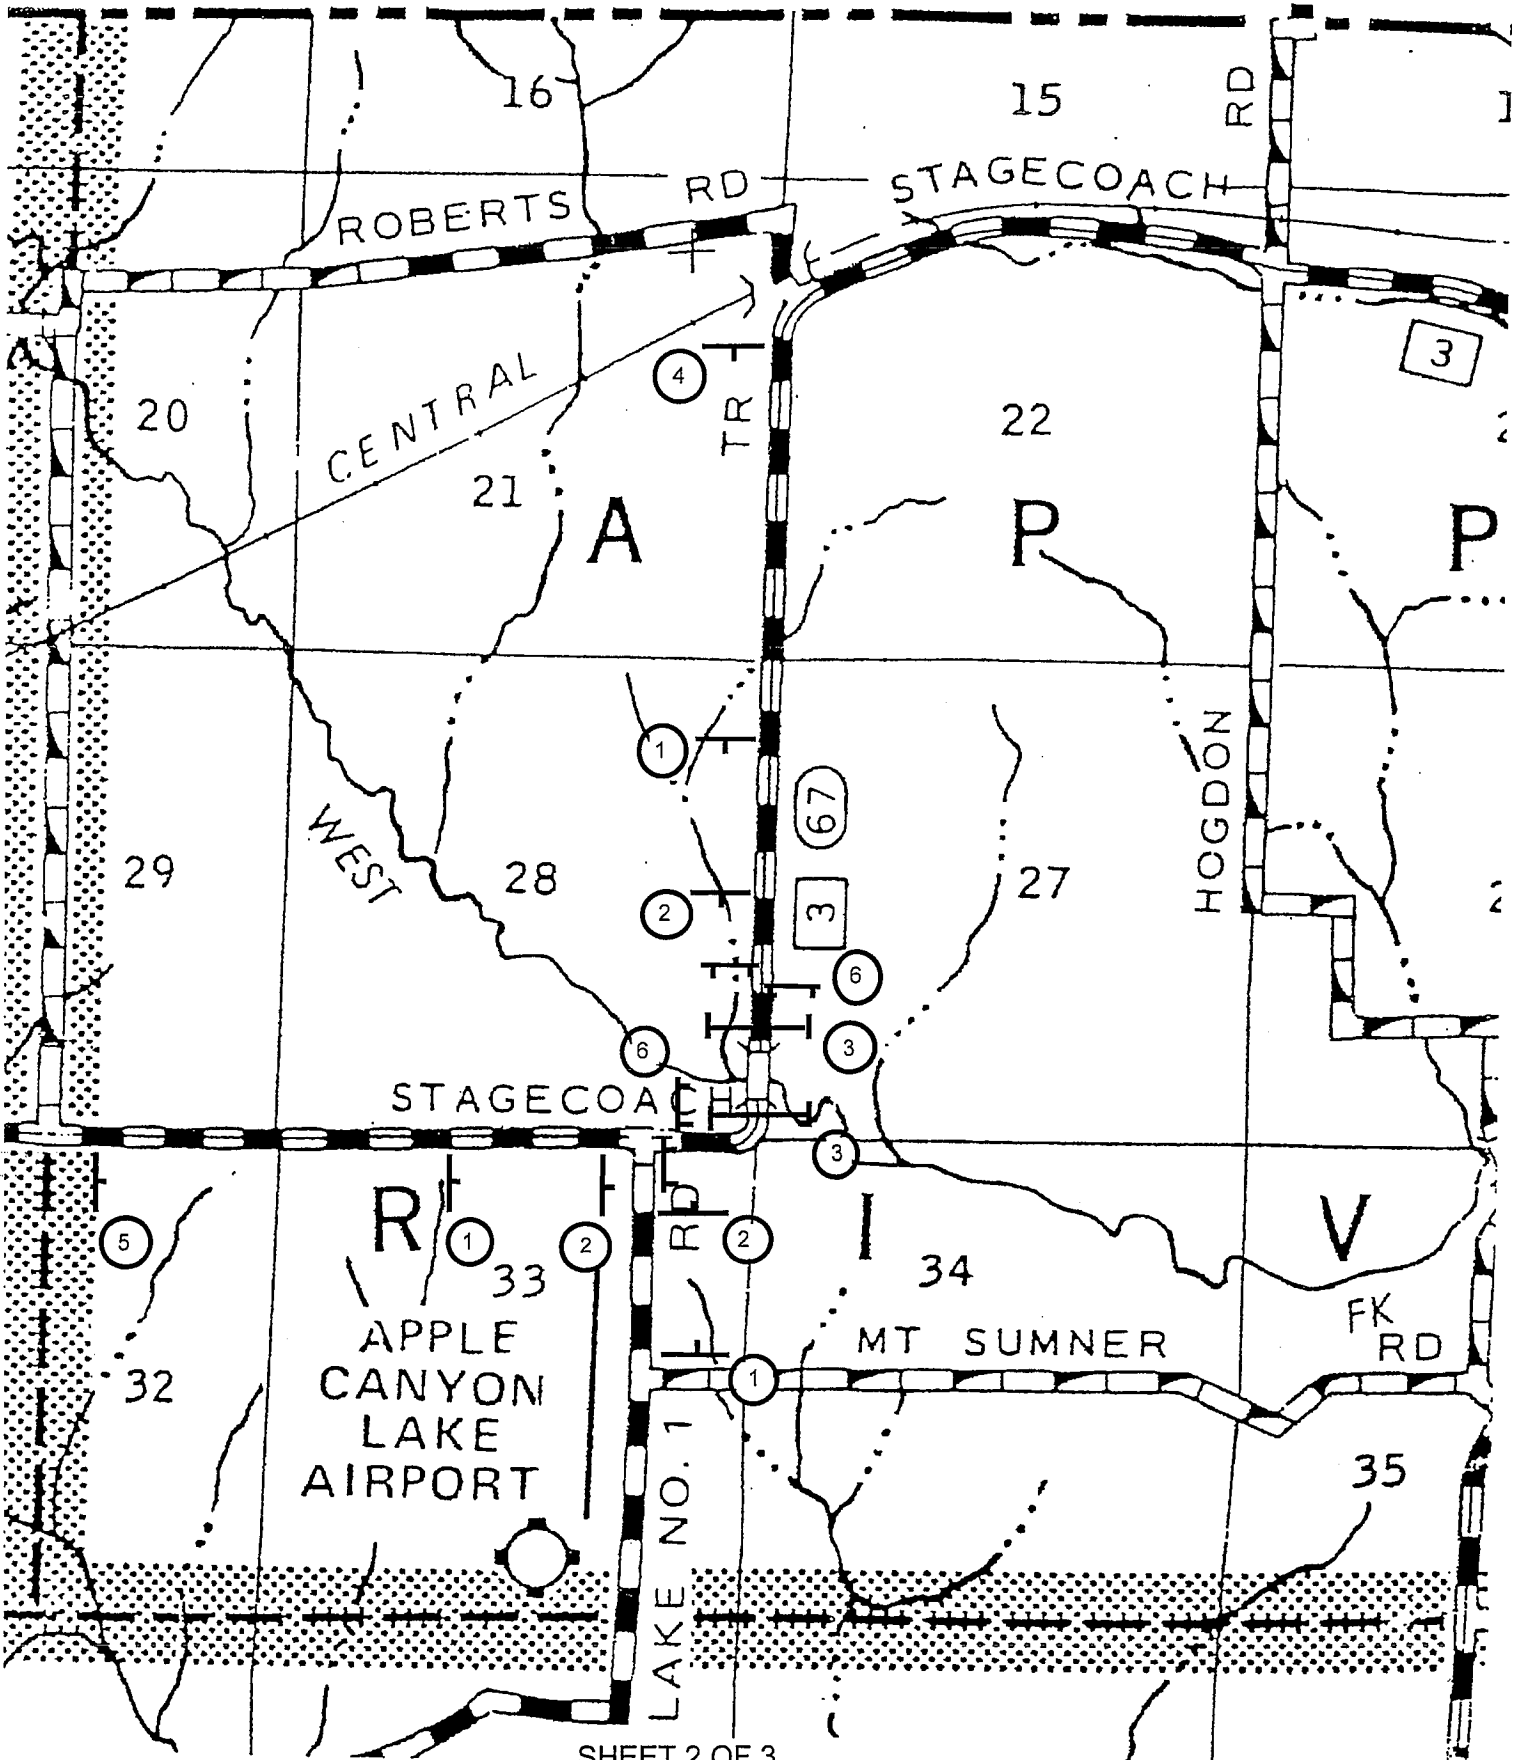 16
15
RD
ROBERTS RD
STAGECOACH
3
4
TR
20
CENTRAL
21
22
A P P
1
67
HOGDON
WEST
29
28
27
2
3
6
6
3
STAGECOACH
3
R I V
5
1
2
RD
2
33
34
APPLE
CANYON
LAKE
AIRPORT
MT SUMNER
FK
RD
32
1
35
LAKE NO. 1
SHEET 2 OF 3